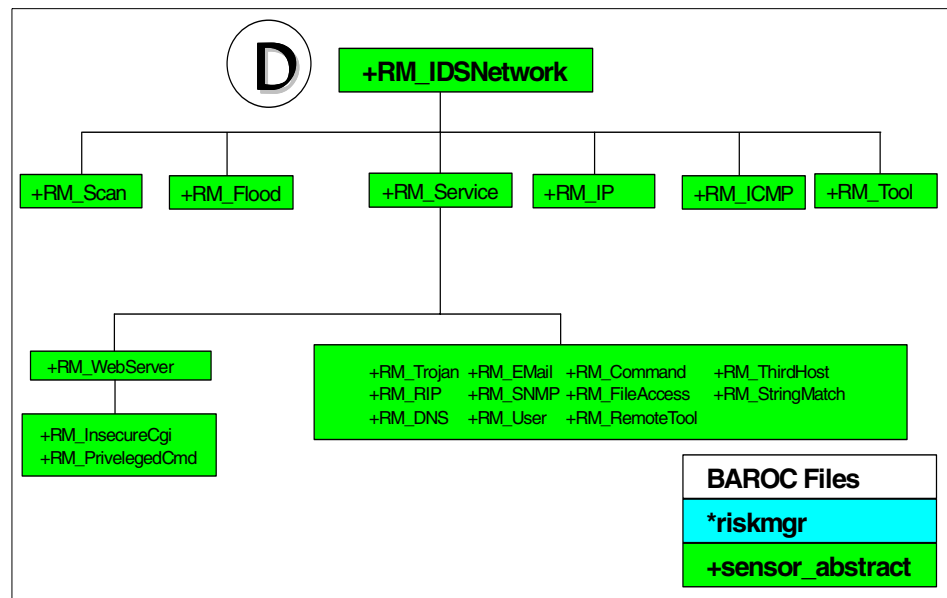 D
+RM_IDSNetwork
+RM_Scan
+RM_Flood
+RM_Service
+RM_IP
+RM_ICMP
+RM_Tool
+RM_WebServer
+RM_InsecureCgi
+RM_PrivelegedCmd
+RM_Trojan +RM_EMail +RM_Command +RM_ThirdHost
+RM_RIP +RM_SNMP +RM_FileAccess +RM_StringMatch
+RM_DNS +RM_User +RM_RemoteTool
BAROC Files
*riskmgr
+sensor_abstract